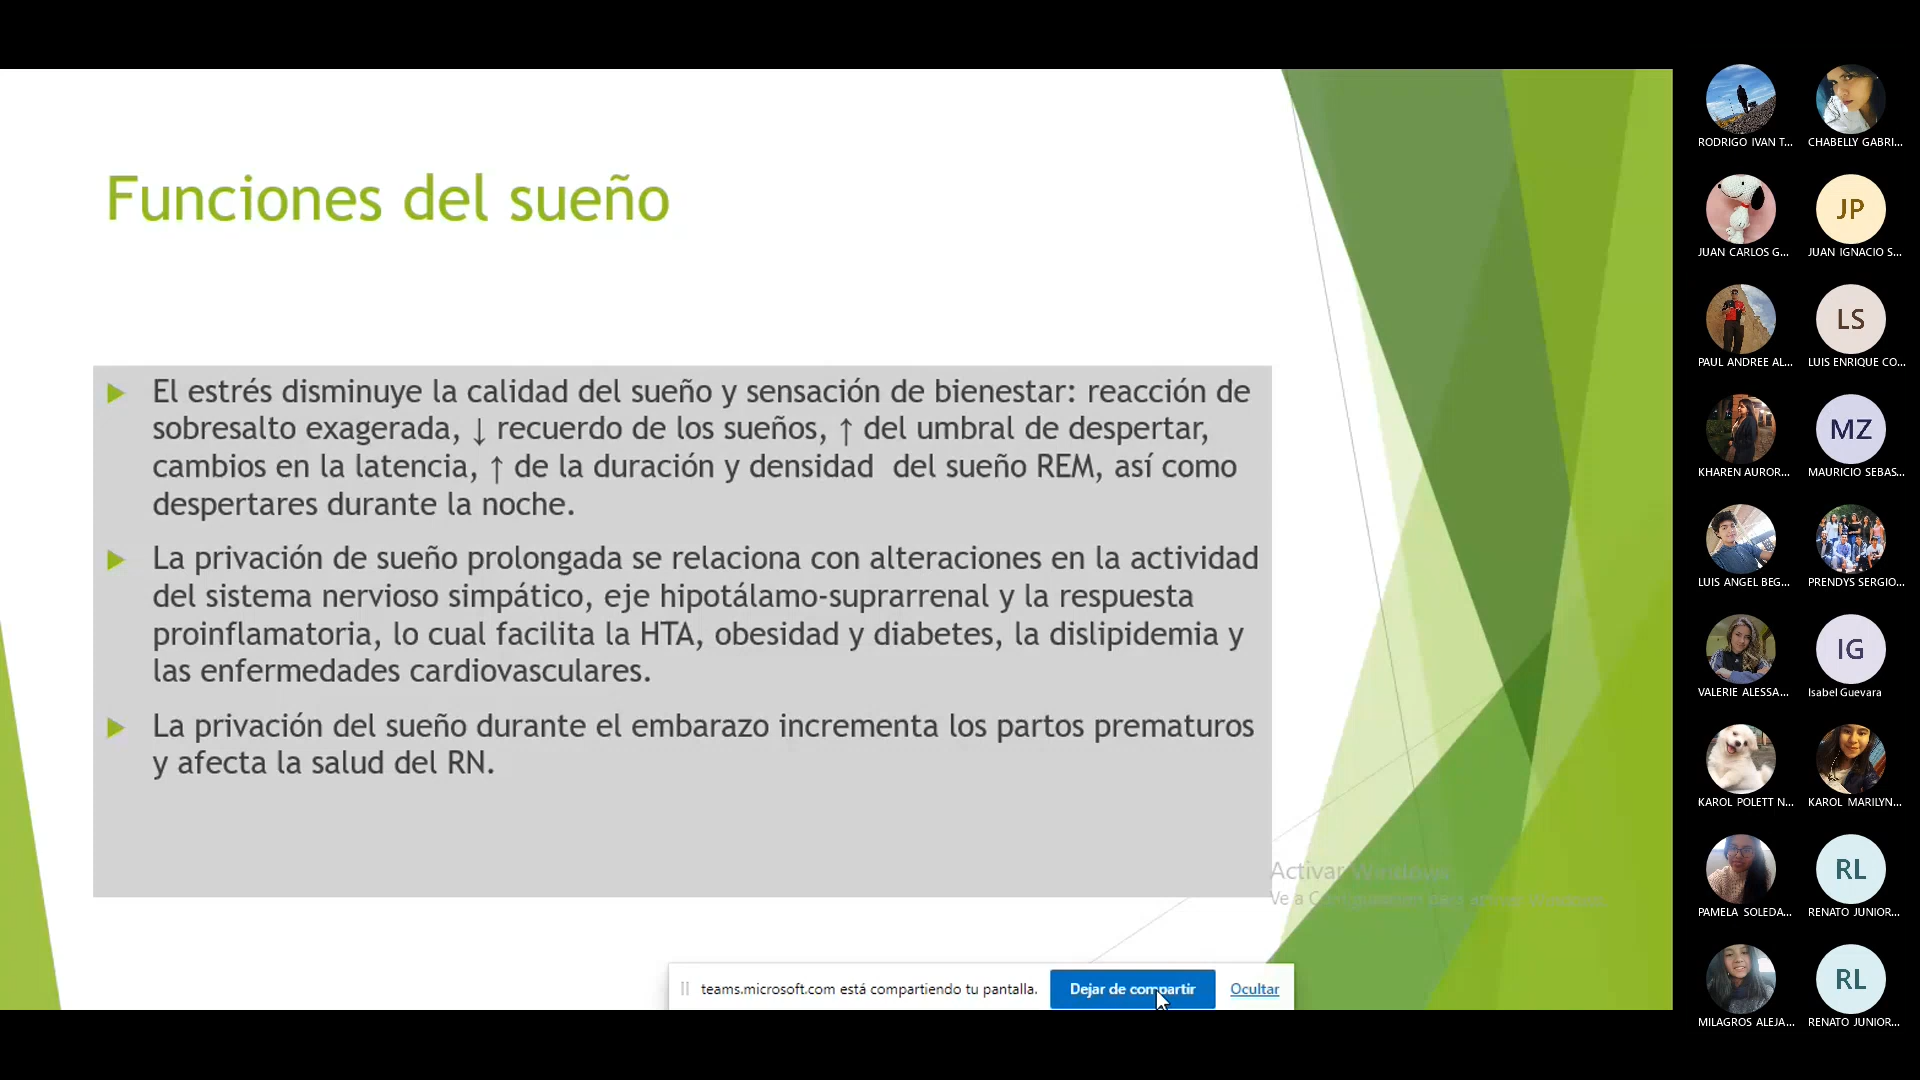 Funciones del sueño
El estrés disminuye la calidad del sueño y sensación de bienestar: reacción de
sobresalto exagerada, ↓ recuerdo de los sueños, ↑ del umbral de despertar,
cambios en la latencia, ↑ de la duración y densidad del sueño REM, así como
despertares durante la noche.
La privación de sueño prolongada se relaciona con alteraciones en la actividad
del sistema nervioso simpático, eje hipotálamo-suprarrenal y la respuesta
proinflamatoria, lo cual facilita la HTA, obesidad y diabetes, la dislipidemia y
las enfermedades cardiovasculares.
La privación del sueño durante el embarazo incrementa los partos prematuros
y afecta la salud del RN.
Activar Windows
Ve a Configuración para activar Windows.
teams.microsoft.com está compartiendo tu pantalla.
Dejar de compartir
Ocultar
RODRIGO IVAN T...
CHABELLY GABRI...
JUAN CARLOS G...
JP
JUAN IGNACIO S...
PAUL ANDREE AL...
LS
LUIS ENRIQUE CO...
KHAREN AUROR...
MZ
MAURICIO SEBAS...
LUIS ANGEL BEG...
PRENDYS SERGIO...
VALERIE ALESSA...
IG
Isabel Guevara
KAROL POLETT N...
KAROL MARILYN...
PAMELA SOLEDA...
RL
RENATO JUNIOR...
MILAGROS ALEJA...
RL
RENATO JUNIOR...